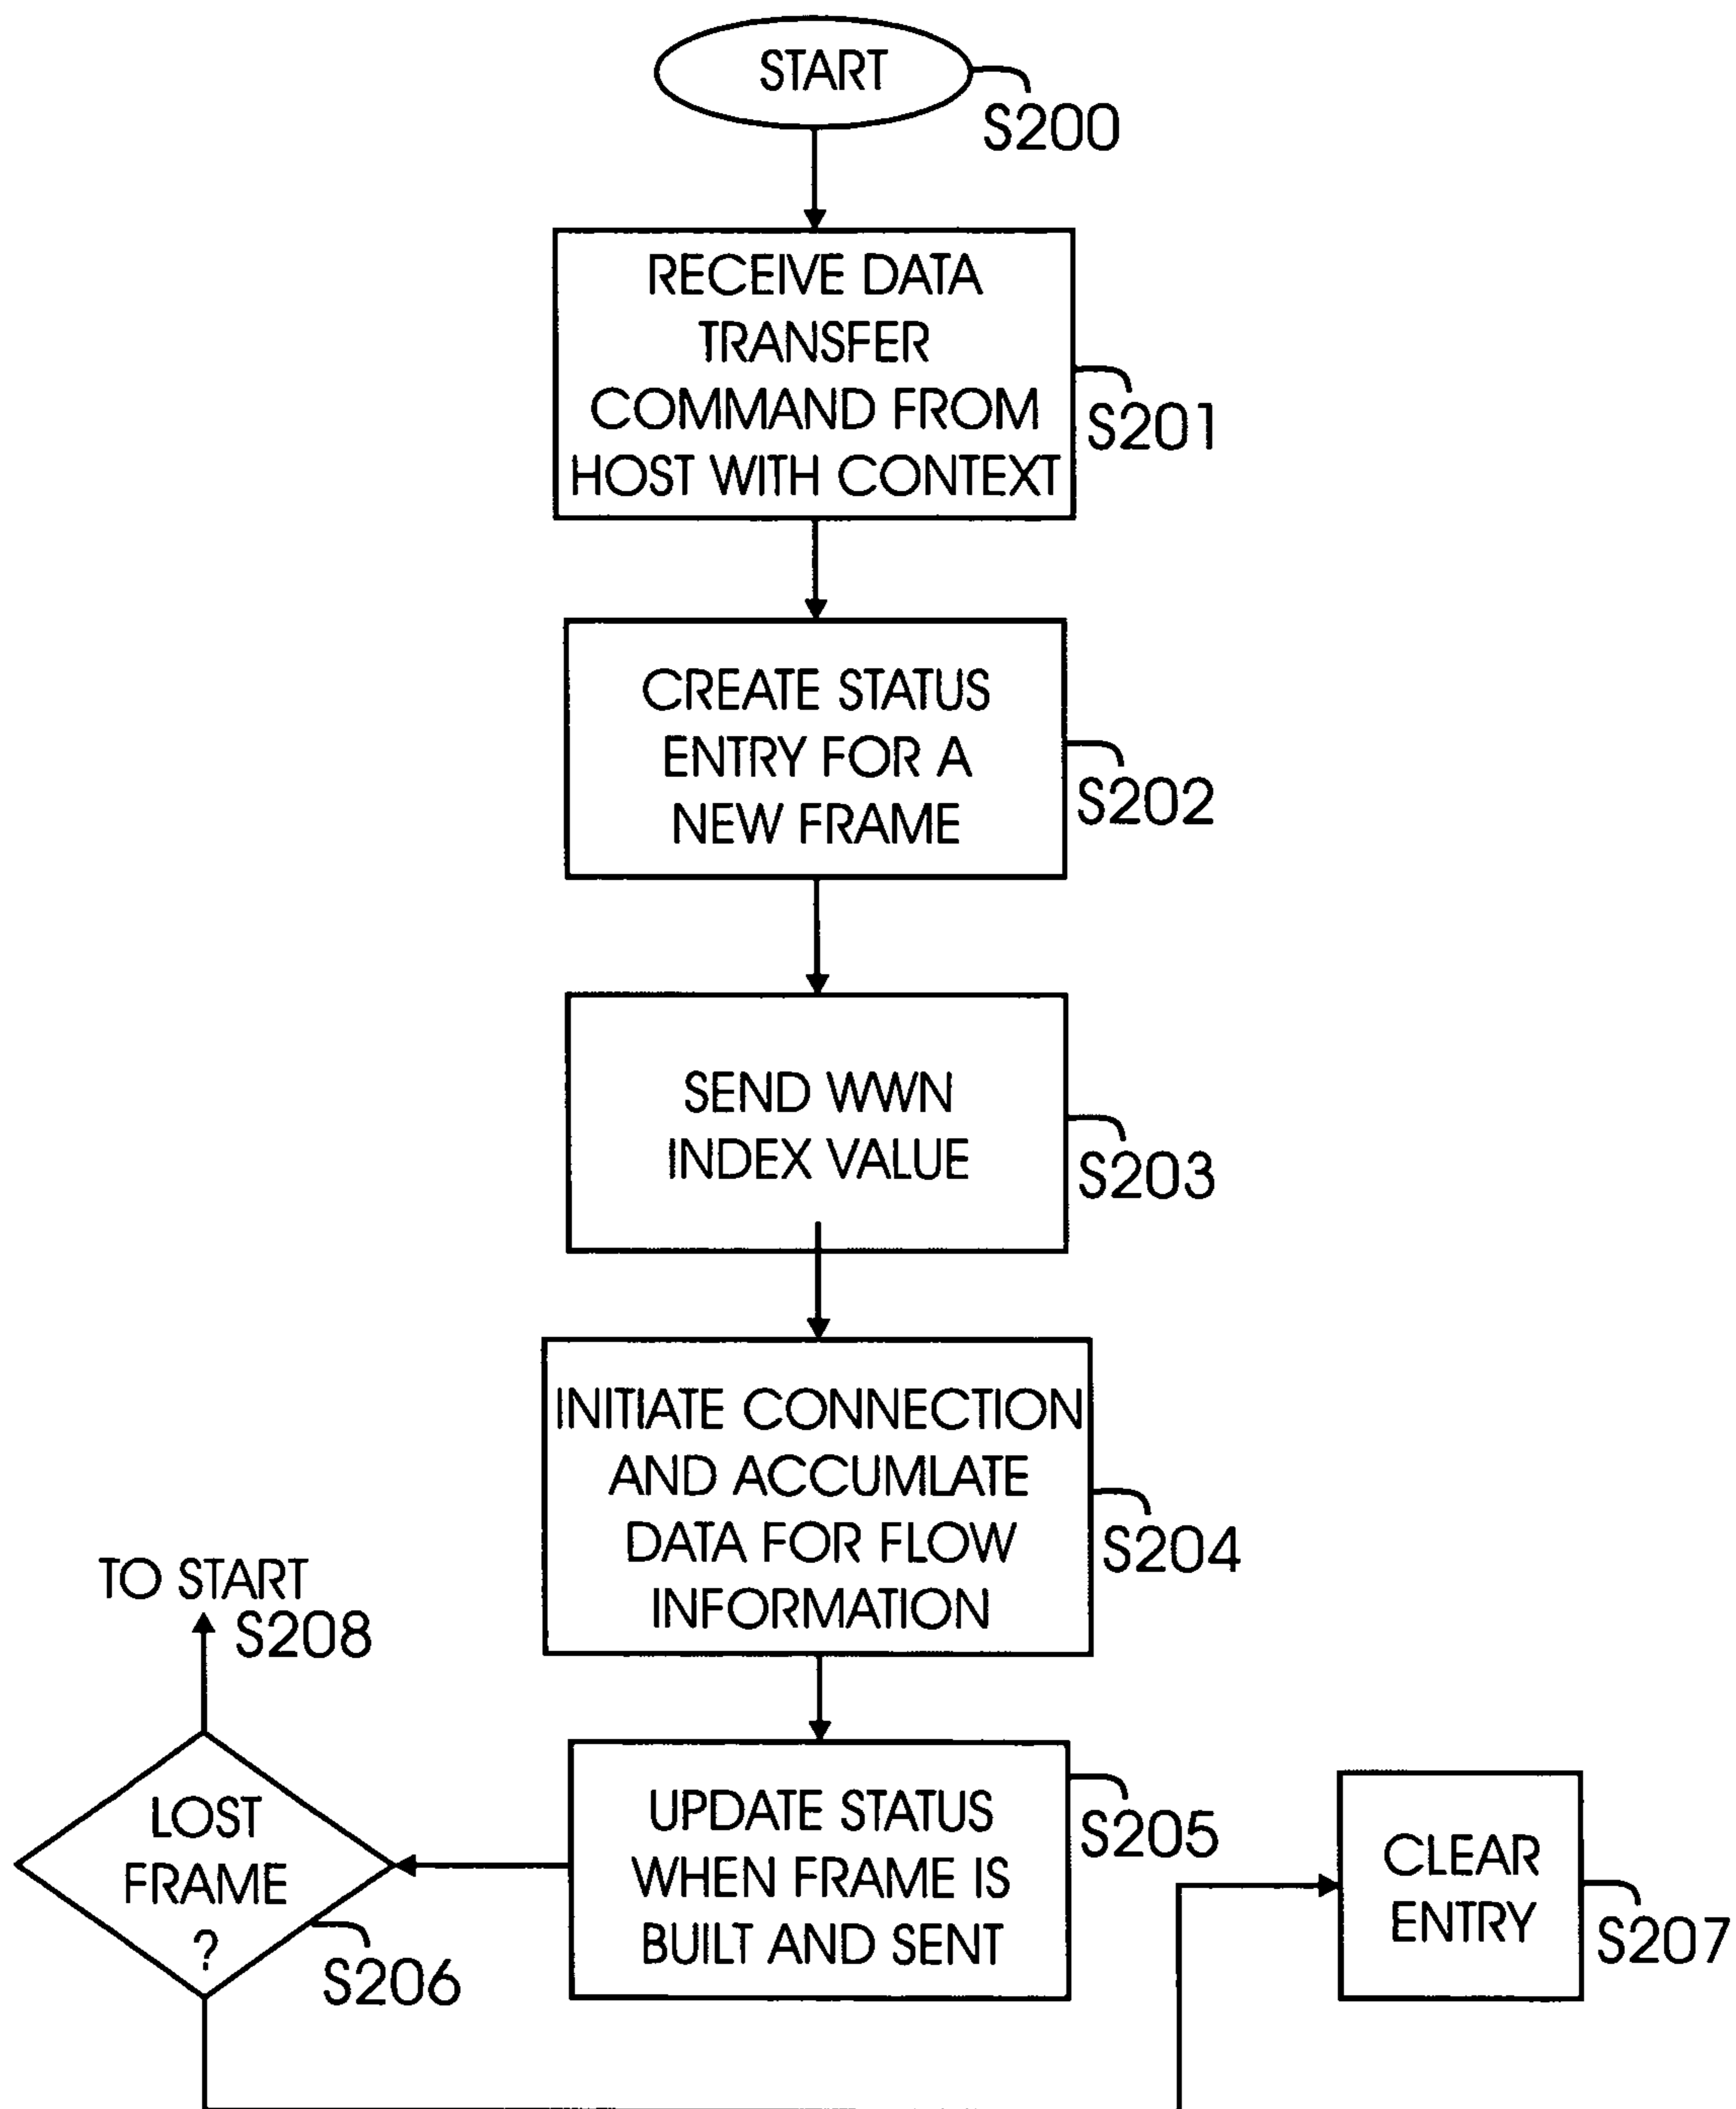 START
S200
RECEIVE DATA
TRANSFER
COMMAND FROM
HOST WITH CONTEXT
S201
CREATE STATUS
ENTRY FOR A
NEW FRAME
S202
SEND WWN
INDEX VALUE
S203
INITIATE CONNECTION
AND ACCUMLATE
DATA FOR FLOW
INFORMATION
S204
TO START
S208
UPDATE STATUS
WHEN FRAME IS
BUILT AND SENT
S205
LOST
FRAME
?
S206
CLEAR
ENTRY
S207